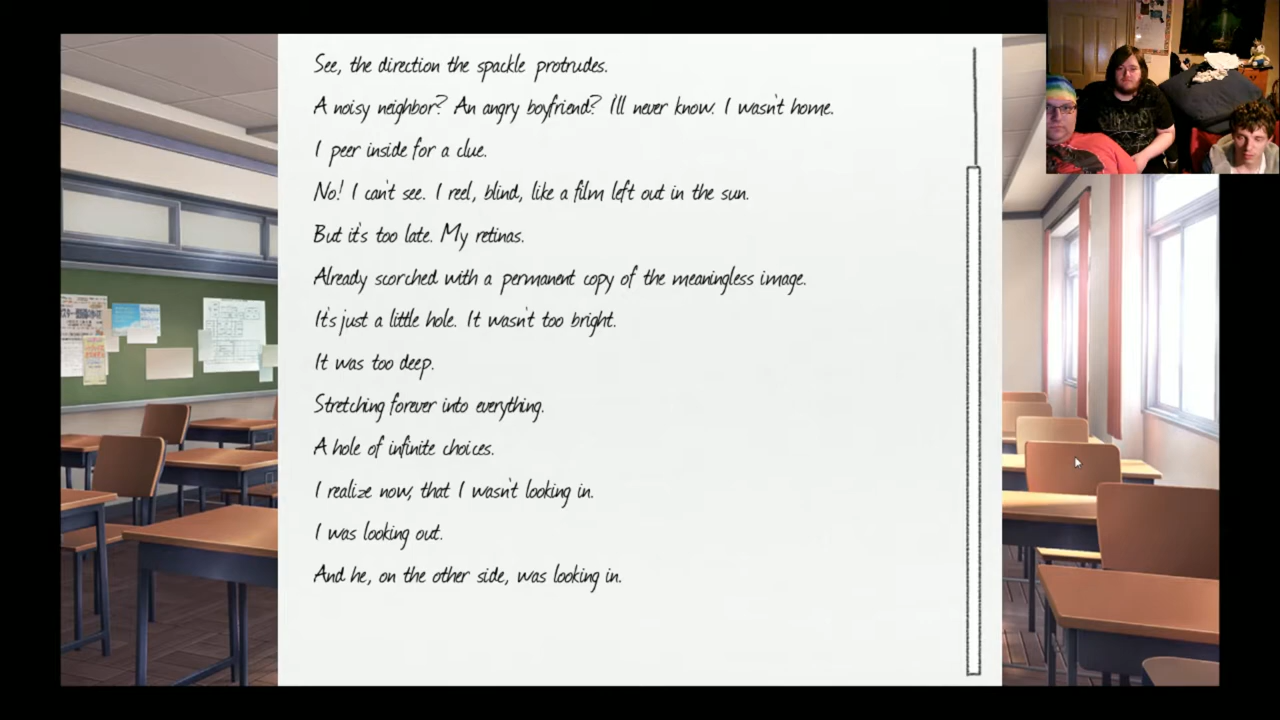 See, the direction the spackle protrudes.
A noisy neighbor? An angry boyfriend? I'll never know. I wasn't home.
I peer inside for a clue.
No! I can't see. I reel, blind, like a film left out in the sun.
But it's too late. My retinas.
Already scorched with a permanent copy of the meaningless image.
It's just a little hole. It wasn't too bright.
It was too deep.
Stretching forever into everything.
A hole of infinite choices.
I realize now, that I wasn't looking in.
I was looking out.
And he, on the other side, was looking in.